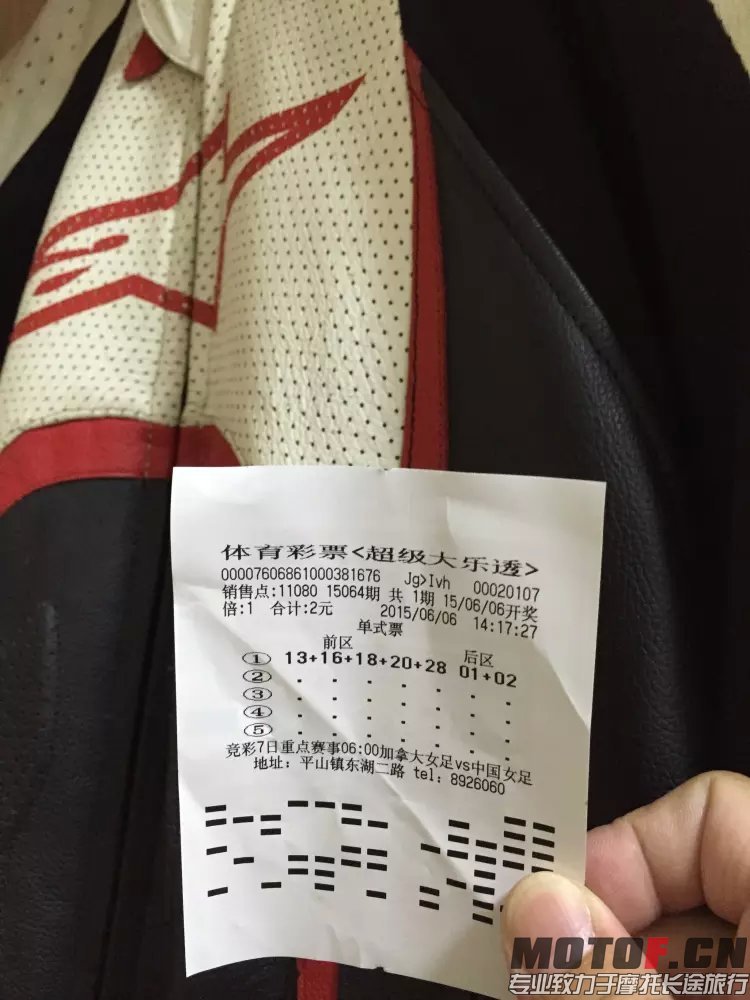 体育彩票<超级大乐透>
00007606861000381676 Jg>Ivh 00020107
销售点:11080 15064期 共 1期 15/06/06开奖
倍:1 合计:2元 2015/06/06 14:17:27
单式票
前区 后区
① 13+16+18+20+28 01+02
②
③
④
⑤
竞彩7日重点赛事06:00加拿大女足vs中国女足
地址: 平山镇东湖二路 tel: 8926060
MOTOF.CN
专业致力于摩托长途旅行